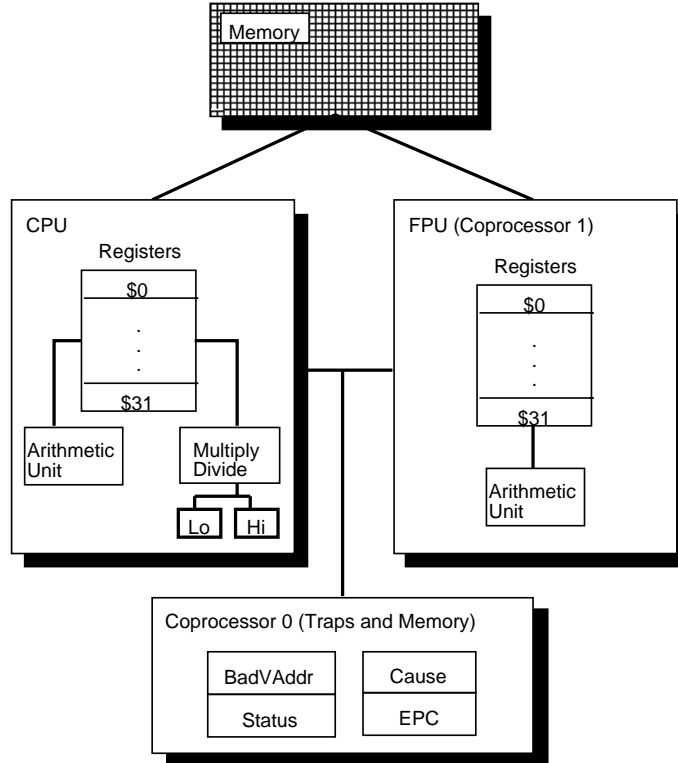 Memory
CPU
Registers
$0
.
.
.
$31
Arithmetic
Unit
Multiply
Divide
Lo
Hi
FPU (Coprocessor 1)
Registers
$0
.
.
.
$31
Arithmetic
Unit
Coprocessor 0 (Traps and Memory)
BadVAddr
Status
Cause
EPC